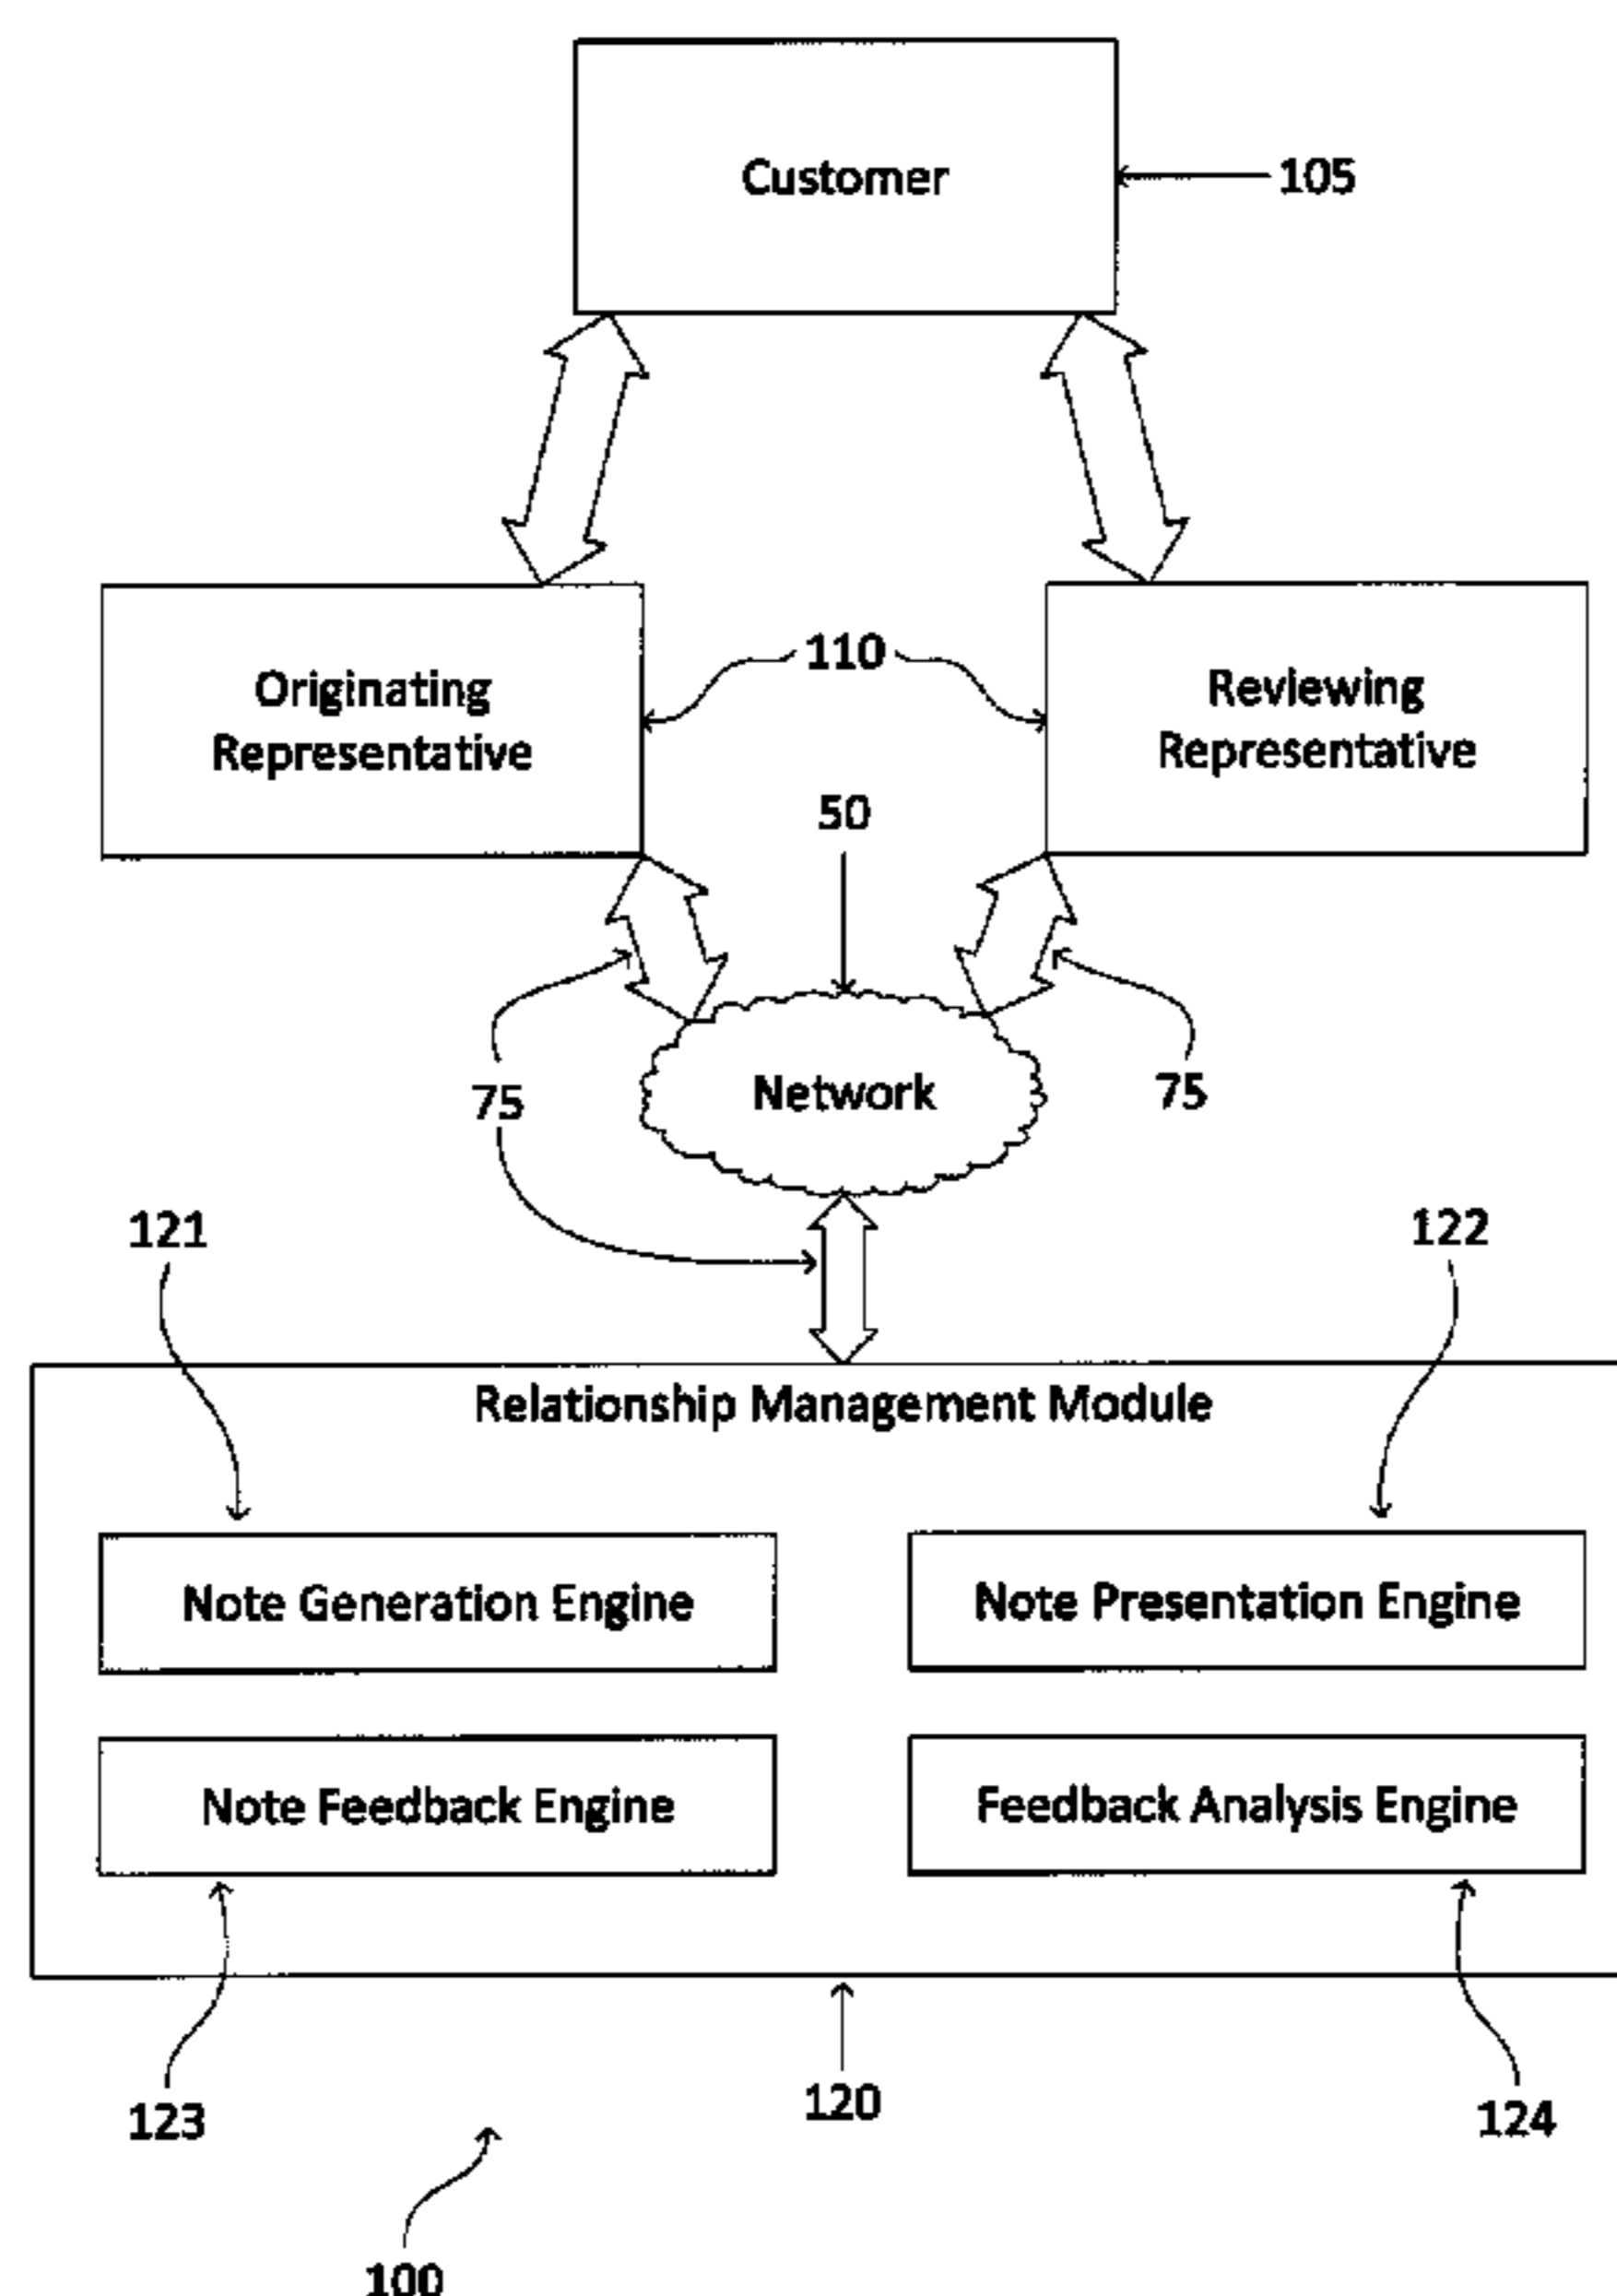 Customer
105
Originating
Representative
110
Reviewing
Representative
50
75
Network
75
121
122
Relationship Management Module
Note Generation Engine
Note Presentation Engine
Note Feedback Engine
Feedback Analysis Engine
123
120
124
100